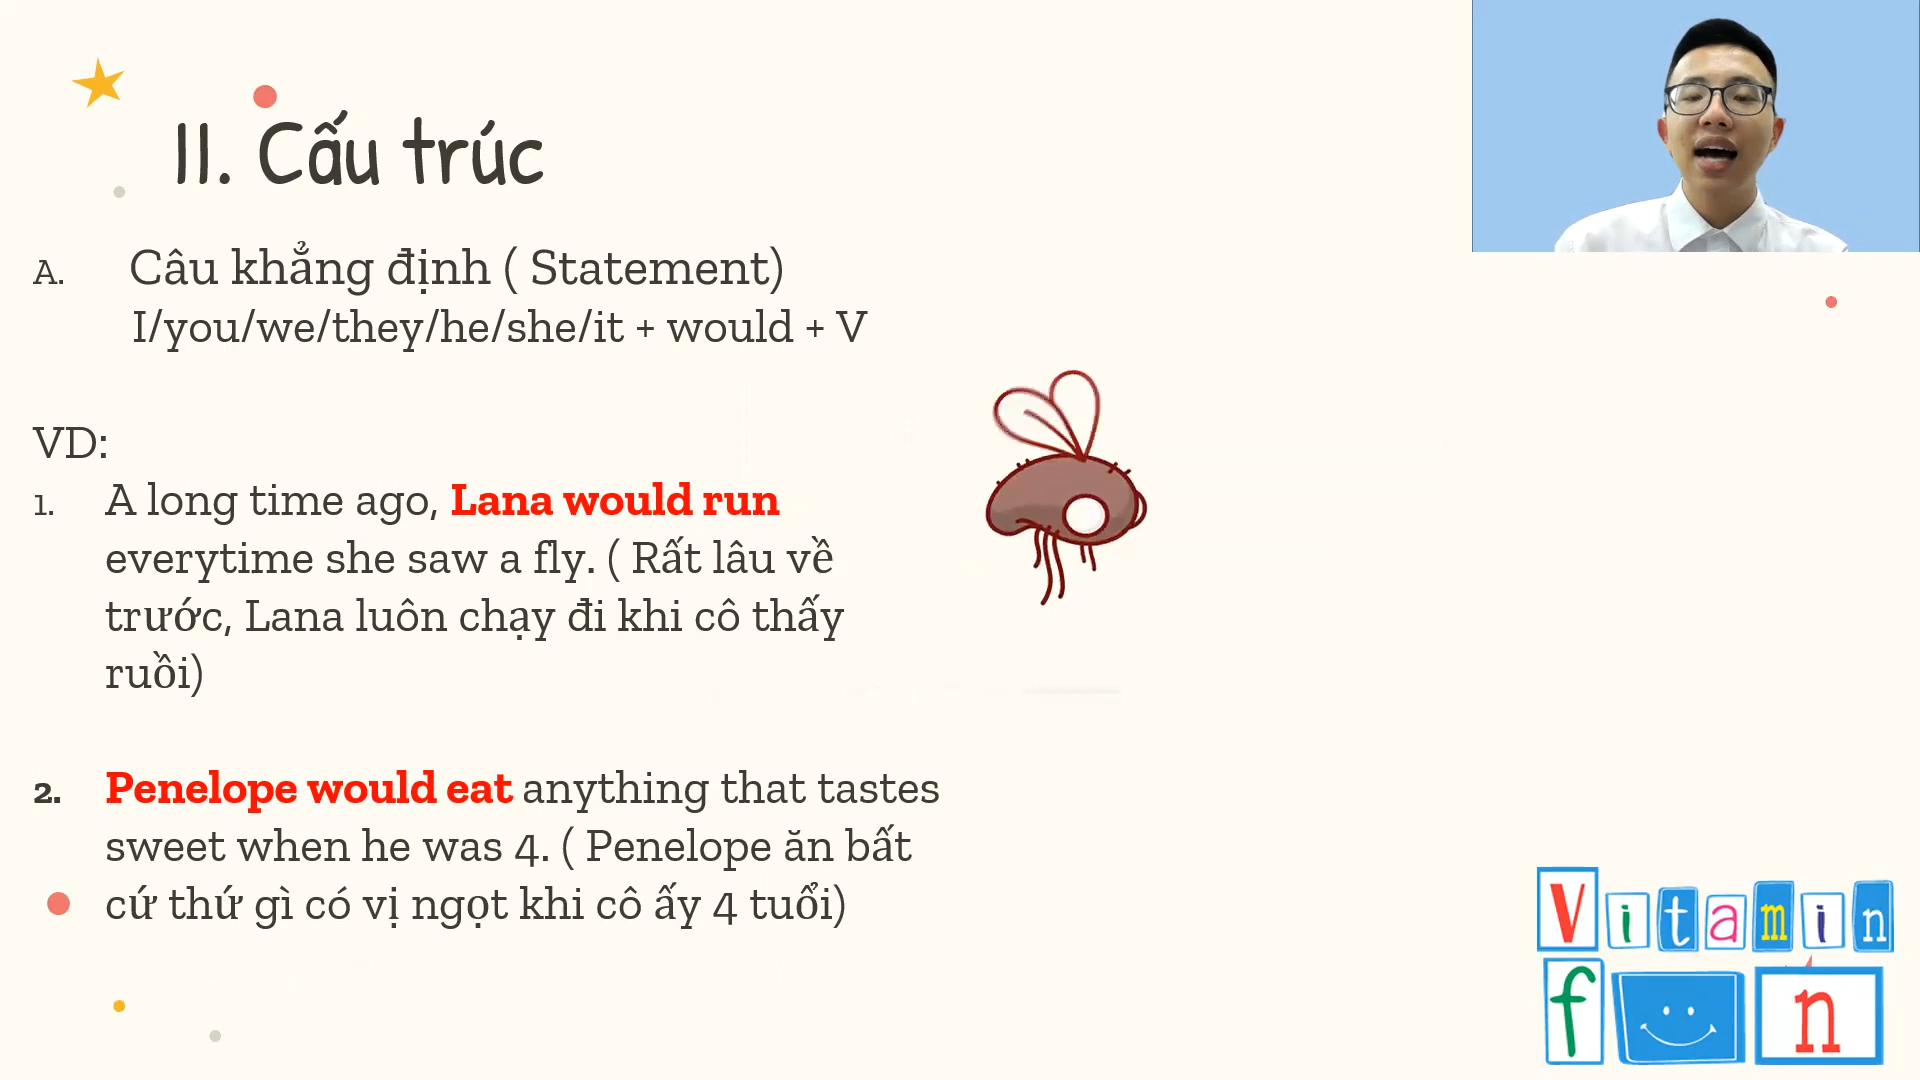 II. Cấu trúc
A. Câu khẳng định ( Statement)
I/you/we/they/he/she/it + would + V
VD:
1. A long time ago, Lana would run
everytime she saw a fly. ( Rất lâu về
trước, Lana luôn chạy đi khi cô thấy
ruồi)
2. Penelope would eat anything that tastes
sweet when he was 4. ( Penelope ăn bất
cứ thứ gì có vị ngọt khi cô ấy 4 tuổi)
Vitamin
fn